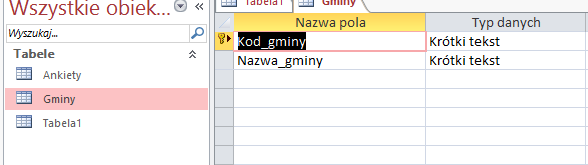 Wszystkie obiek...
Wyszukaj...
Tabele
Ankiety
Gminy
Tabela1
Tabela1
Gminy
Nazwa pola
Typ danych
Kod_gminy
Krótki tekst
Nazwa_gminy
Krótki tekst